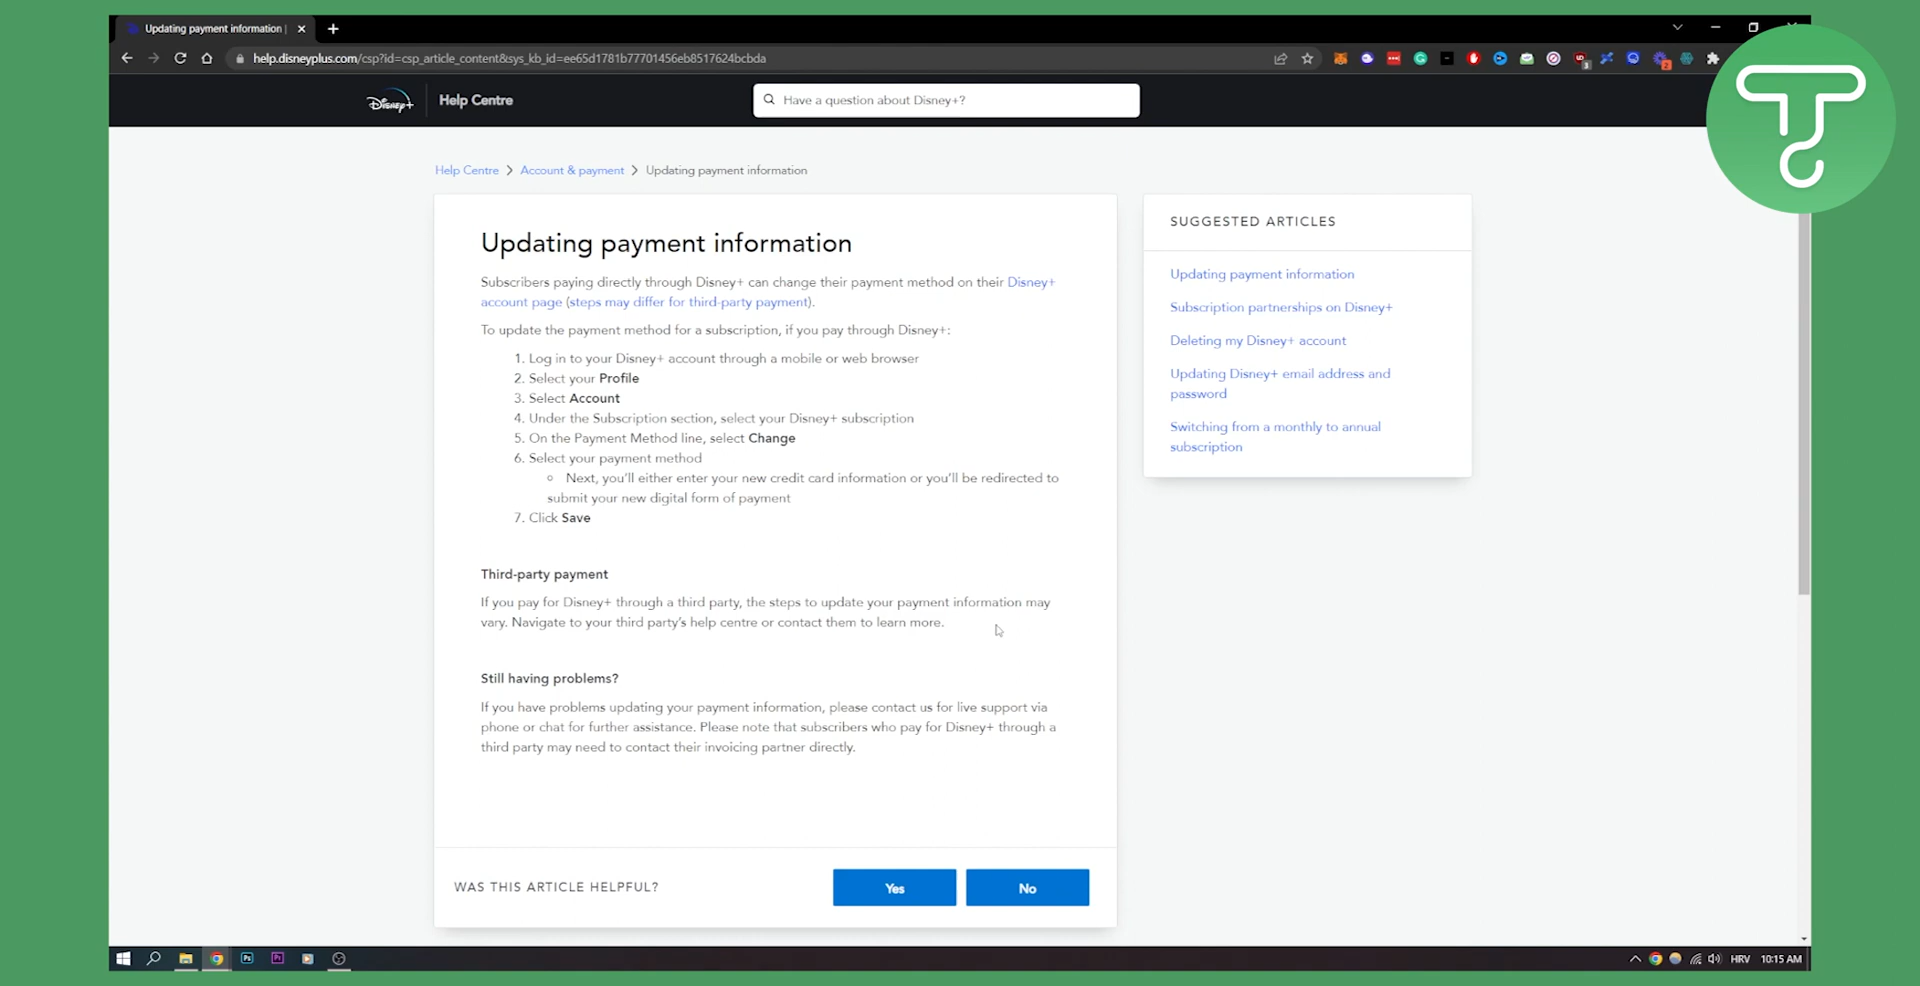 Updating payment information |
help.disneyplus.com/csp?id=csp_article_content&sys_kb_id=ee65d1781b77701456eb8517624bcbda
Disney+
Help Centre
Have a question about Disney+?
Help Centre > Account & payment > Updating payment information
Updating payment information
Subscribers paying directly through Disney+ can change their payment method on their Disney+
account page (steps may differ for third-party payment).
To update the payment method for a subscription, if you pay through Disney+:
1. Log in to your Disney+ account through a mobile or web browser
2. Select your Profile
3. Select Account
4. Under the Subscription section, select your Disney+ subscription
5. On the Payment Method line, select Change
6. Select your payment method
Next, you'll either enter your new credit card information or you'll be redirected to
submit your new digital form of payment
7. Click Save
Third-party payment
If you pay for Disney+ through a third party, the steps to update your payment information may
vary. Navigate to your third party's help centre or contact them to learn more.
Still having problems?
If you have problems updating your payment information, please contact us for live support via
phone or chat for further assistance. Please note that subscribers who pay for Disney+ through a
third party may need to contact their invoicing partner directly.
WAS THIS ARTICLE HELPFUL?
Yes
No
SUGGESTED ARTICLES
Updating payment information
Subscription partnerships on Disney+
Deleting my Disney+ account
Updating Disney+ email address and
password
Switching from a monthly to annual
subscription
Ps
Pr
HRV
10:15 AM